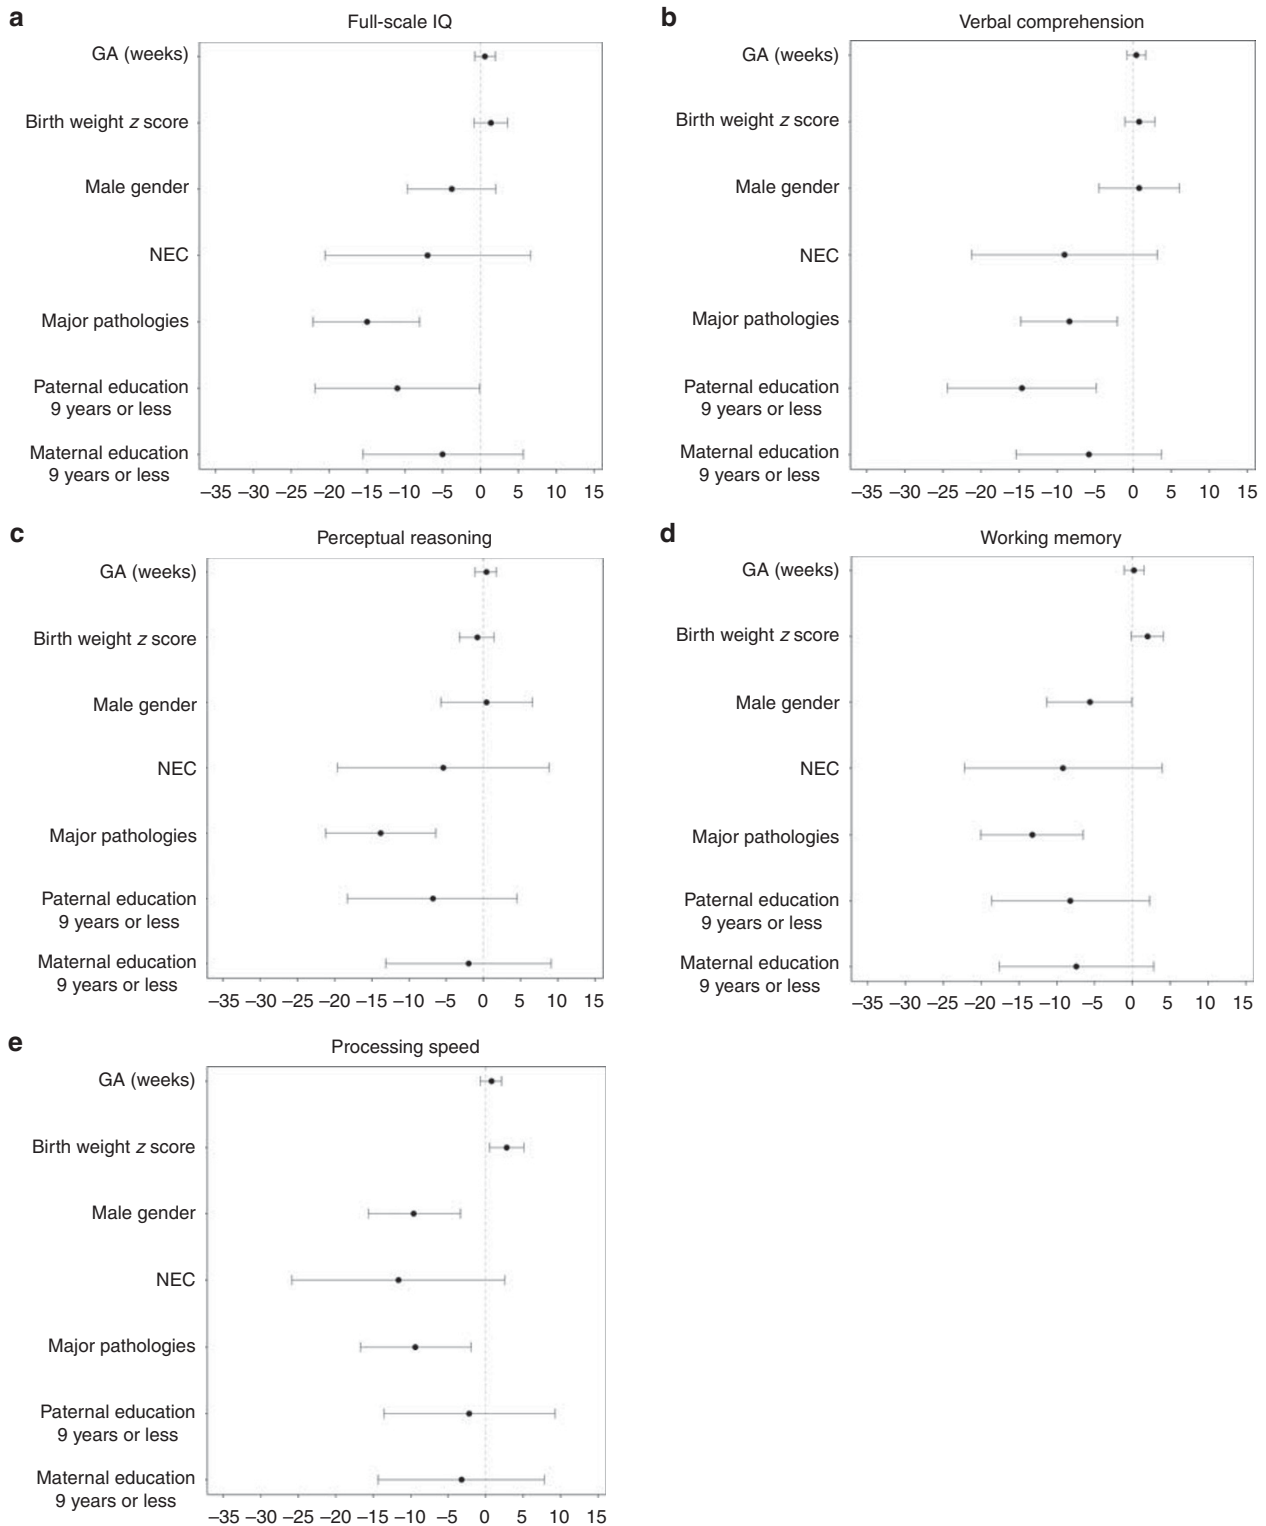 a
Full-scale IQ
GA (weeks)
Birth weight z score
Male gender
NEC
Major pathologies
Paternal education
9 years or less
Maternal education
9 years or less
−35 −30 −25 −20 −15 −10 −5 0 5 10 15
b
Verbal comprehension
GA (weeks)
Birth weight z score
Male gender
NEC
Major pathologies
Paternal education
9 years or less
Maternal education
9 years or less
−35 −30 −25 −20 −15 −10 −5 0 5 10 15
c
Perceptual reasoning
GA (weeks)
Birth weight z score
Male gender
NEC
Major pathologies
Paternal education
9 years or less
Maternal education
9 years or less
−35 −30 −25 −20 −15 −10 −5 0 5 10 15
d
Working memory
GA (weeks)
Birth weight z score
Male gender
NEC
Major pathologies
Paternal education
9 years or less
Maternal education
9 years or less
−35 −30 −25 −20 −15 −10 −5 0 5 10 15
e
Processing speed
GA (weeks)
Birth weight z score
Male gender
NEC
Major pathologies
Paternal education
9 years or less
Maternal education
9 years or less
−35 −30 −25 −20 −15 −10 −5 0 5 10 15